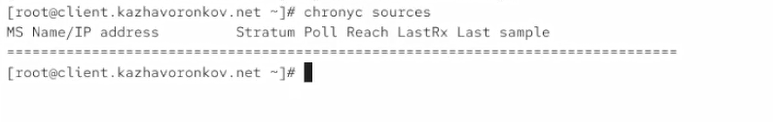 [root@client.kazhavoronkov.net ~]# chronyc sources
MS Name/IP address         Stratum Poll Reach LastRx Last sample
===============================================================================
[root@client.kazhavoronkov.net ~]#